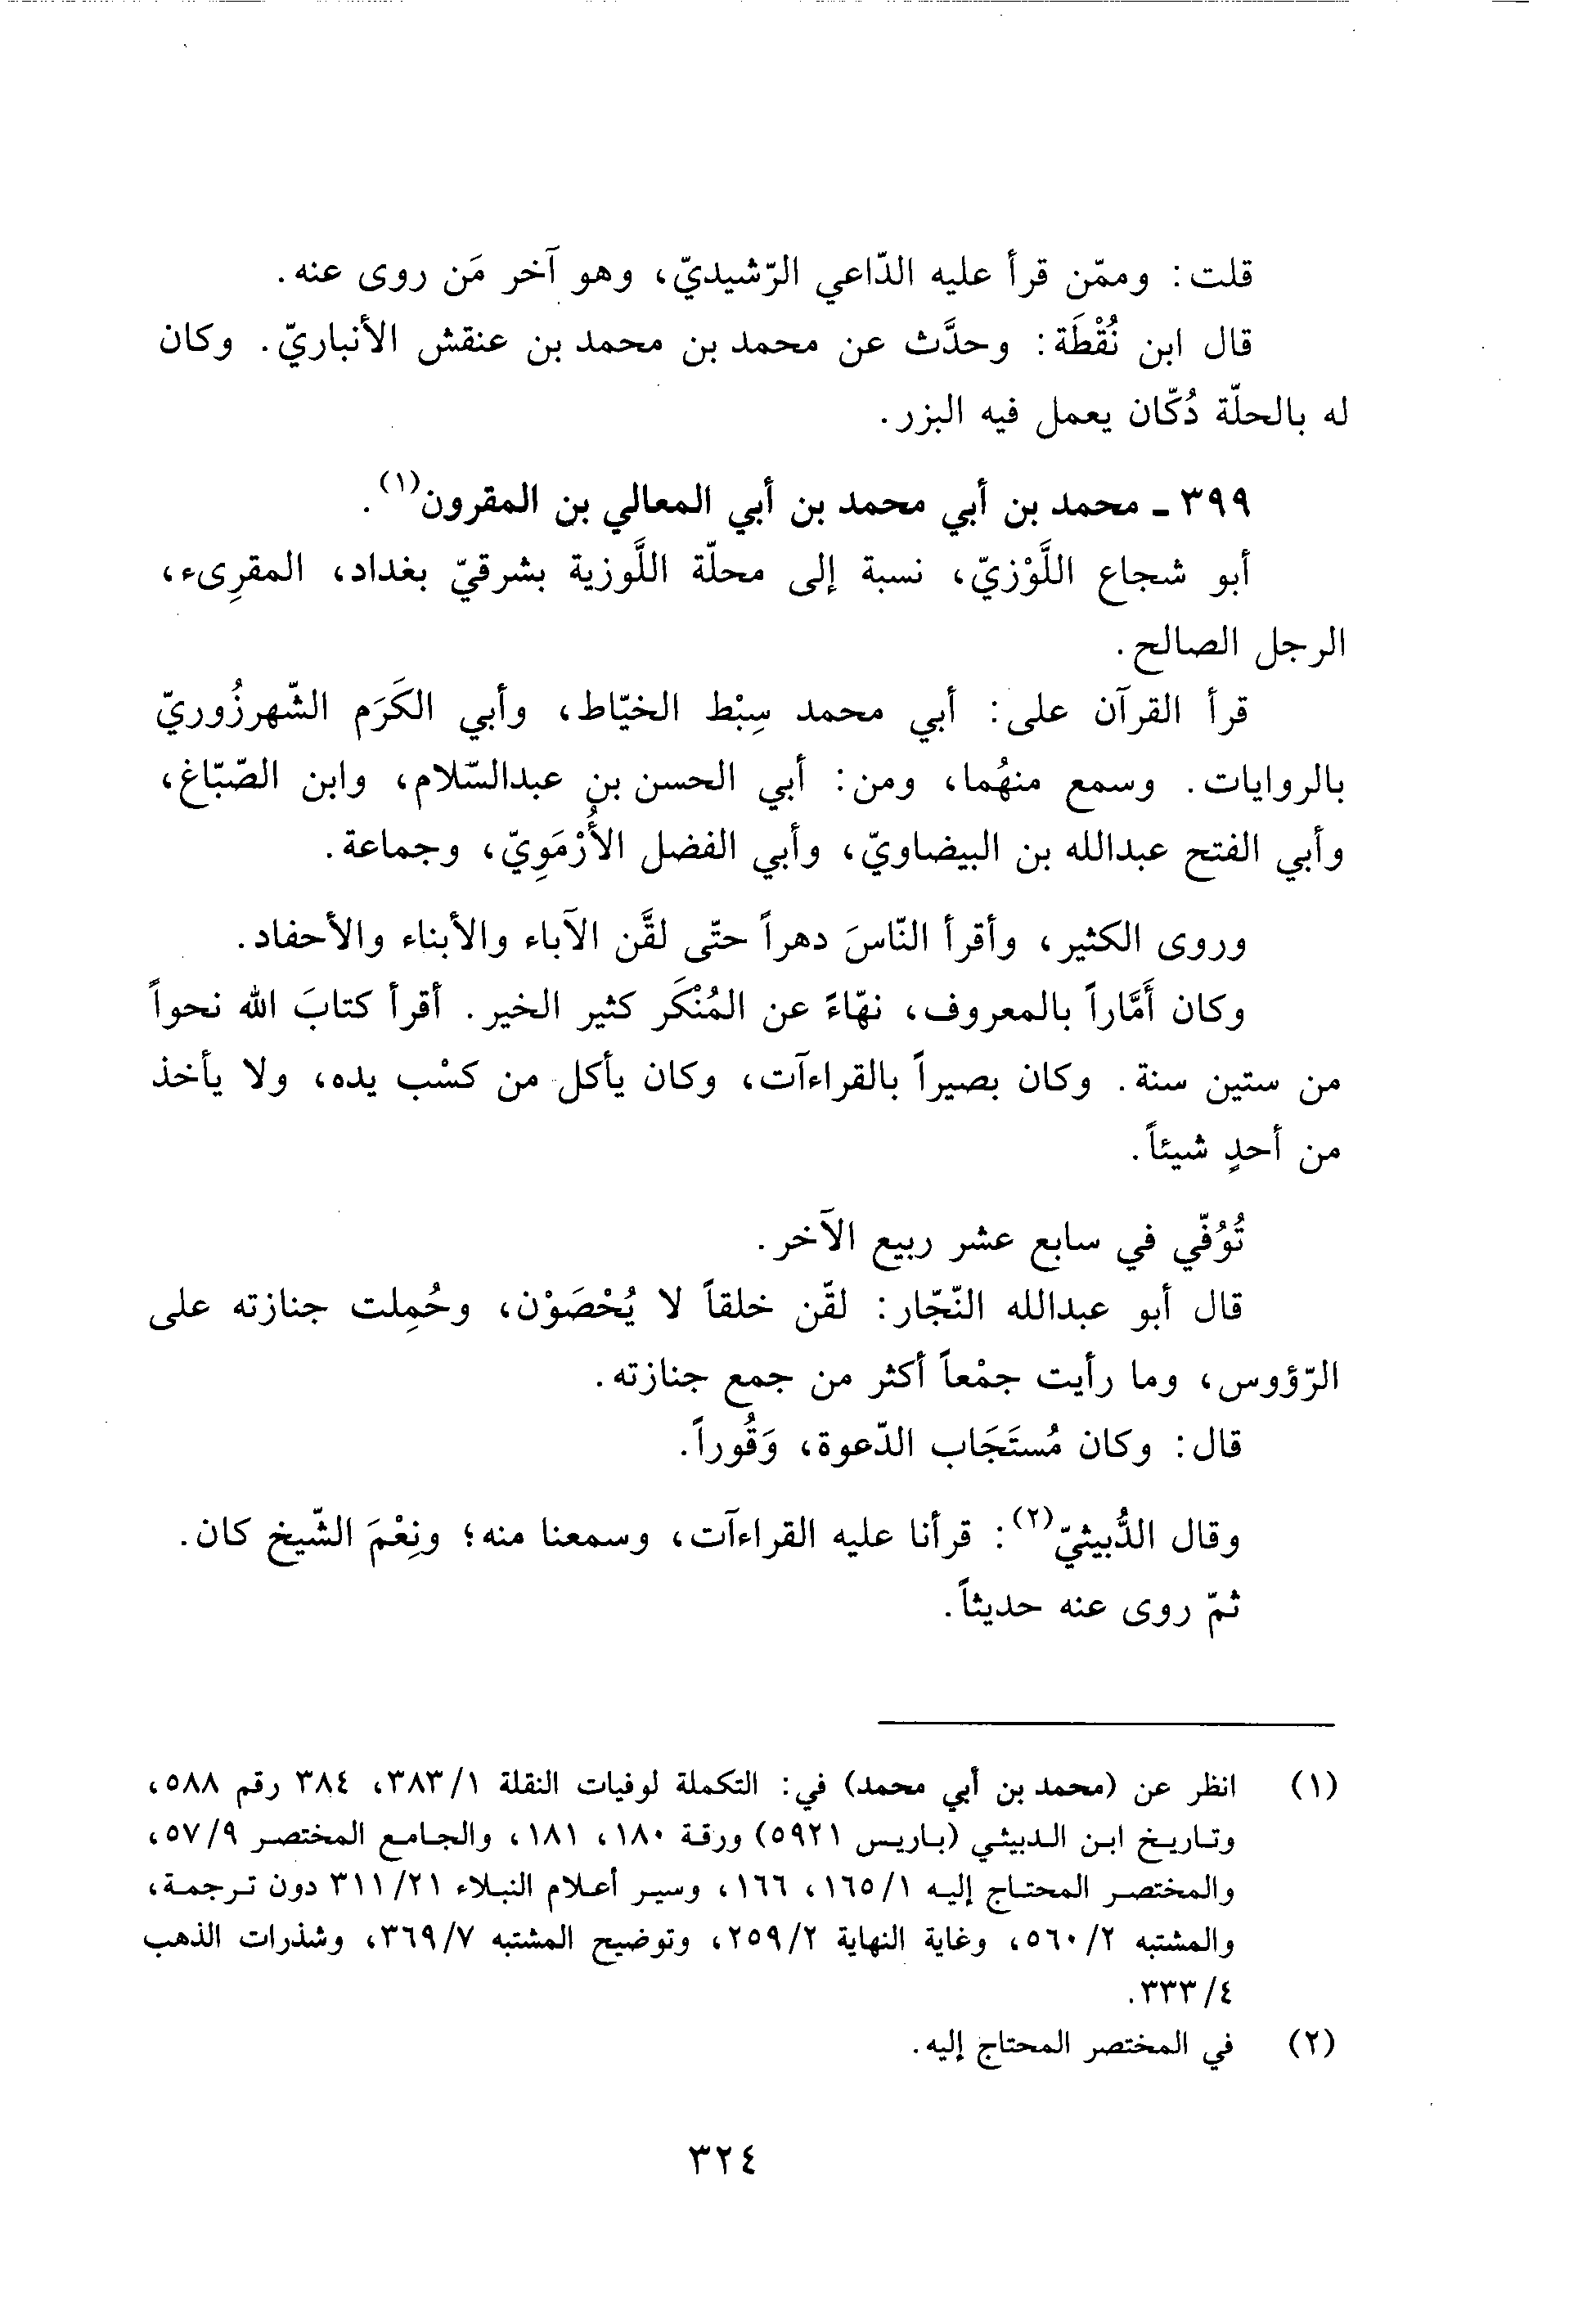 قلت: وممّن قرأ عليه الدّاعي الرّشيديّ، وهو آخر مَن روى عنه.
قال ابن نُقْطَة: وحدَّث عن محمد بن محمد بن عنقش الأنباريّ. وكان
له بالحلّة دُكّان يعمل فيه البزر.
٣٩٩ ـ محمد بن أبي محمد بن أبي المعالي بن المقرون(١).
أبو شجاع اللَّوْزيّ، نسبة إلى محلّة اللَّوزية بشرقيّ بغداد، المقرِىء،
الرجل الصالح.
قرأ القرآن على: أبي محمد سِبْط الخيّاط، وأبي الكَرَم الشّهرزُوريّ
بالروايات. وسمع منهُما، ومن: أبي الحسن بن عبدالسّلام، وابن الصّبّاغ،
وأبي الفتح عبدالله بن البيضاويّ، وأبي الفضل الأُرْمَوِيّ، وجماعة.
وروى الكثير، وأقرأ النّاسَ دهراً حتّى لقَّن الآباء والأبناء والأحفاد.
وكان أَمَّاراً بالمعروف، نهّاءً عن المُنْكَر كثير الخير. أقرأ كتابَ الله نحواً
من ستين سنة. وكان بصيراً بالقراءآت، وكان يأكل من كسْب يده، ولا يأخذ
من أحدٍ شيئاً.
تُوُفّي في سابع عشر ربيع الآخر.
قال أبو عبدالله النّجّار: لقّن خلقاً لا يُحْصَوْن، وحُمِلت جنازته على
الرّؤوس، وما رأيت جمْعاً أكثر من جمع جنازته.
قال: وكان مُستَجَاب الدّعوة، وَقُوراً.
وقال الدُّبيثيّ(٢): قرأنا عليه القراءآت، وسمعنا منه؛ ونِعْمَ الشّيخ كان.
ثمّ روى عنه حديثاً.
(١) انظر عن (محمد بن أبي محمد) في: التكملة لوفيات النقلة ٣٨٣/١، ٣٨٤ رقم ٥٨٨،
وتاريخ ابن الدبيثي (باريس ٥٩٢١) ورقة ١٨٠، ١٨١، والجامع المختصر ٥٧/٩،
والمختصر المحتاج إليه ١٦٥/١، ١٦٦، وسير أعلام النبلاء ٣١١/٢١ دون ترجمة،
والمشتبه ٥٦٠/٢، وغاية النهاية ٢٥٩/٢، وتوضيح المشتبه ٣٦٩/٧، وشذرات الذهب
٣٣٣/٤.
(٢) في المختصر المحتاج إليه.
٣٢٤